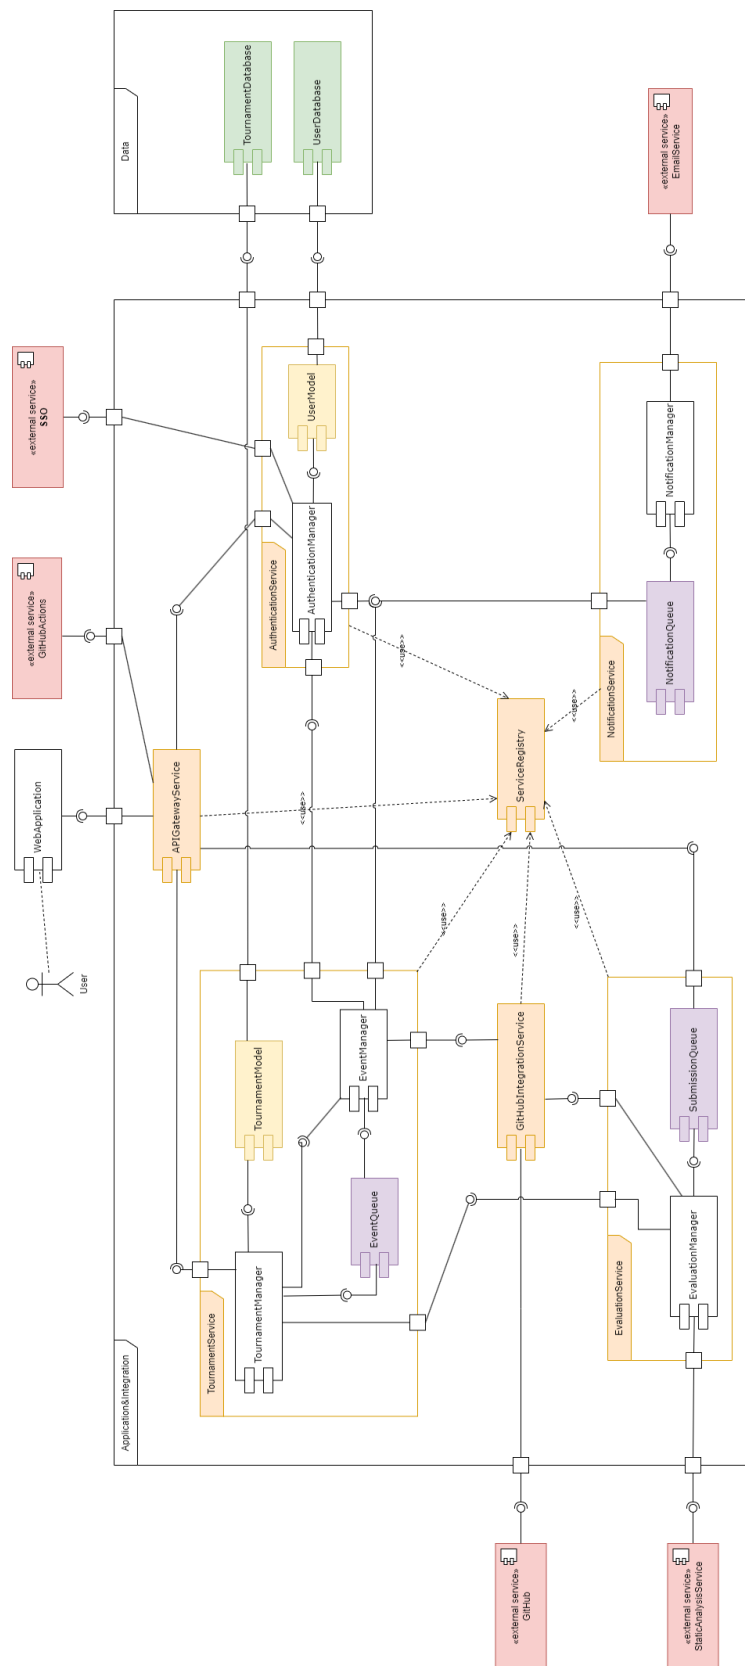 «external service»
GitHubActions
«external service»
SSO
WebApplication
User
Application&Integration
Data
APIGatewayService
TournamentService
TournamentManager
TournamentModel
TournamentDatabase
AuthenticationService
AuthenticationManager
UserModel
UserDatabase
<<use>>
EventQueue
EventManager
<<use>>
<<use>>
<<use>>
«external service»
GitHub
GitHubIntegrationService
ServiceRegistry
<<use>>
<<use>>
EvaluationService
NotificationService
«external service»
StaticAnalysisService
EvaluationManager
SubmissionQueue
NotificationQueue
NotificationManager
«external service»
EmailService